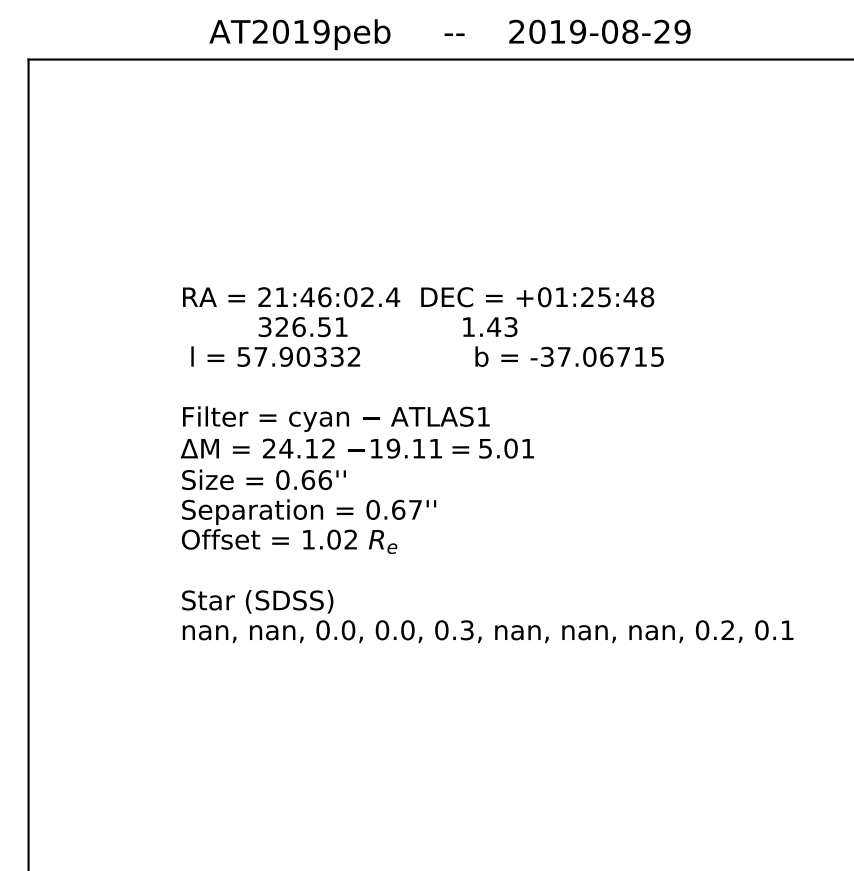 AT2019peb -- 2019-08-29
RA = 21:46:02.4 DEC = +01:25:48
326.51 1.43
l = 57.90332 b = -37.06715
Filter = cyan − ATLAS1
ΔM = 24.12 −19.11 = 5.01
Size = 0.66''
Separation = 0.67''
Offset = 1.02 Re
Star (SDSS)
nan, nan, 0.0, 0.0, 0.3, nan, nan, nan, 0.2, 0.1